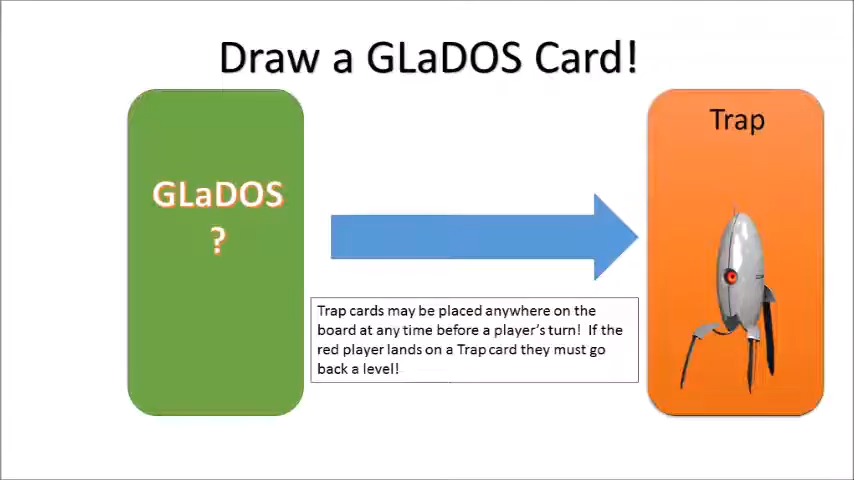 Draw a GLaDOS Card!
GLaDOS
?
Trap
Trap cards may be placed anywhere on the
board at any time before a player's turn!  If the
red player lands on a Trap card they must go
back a level!